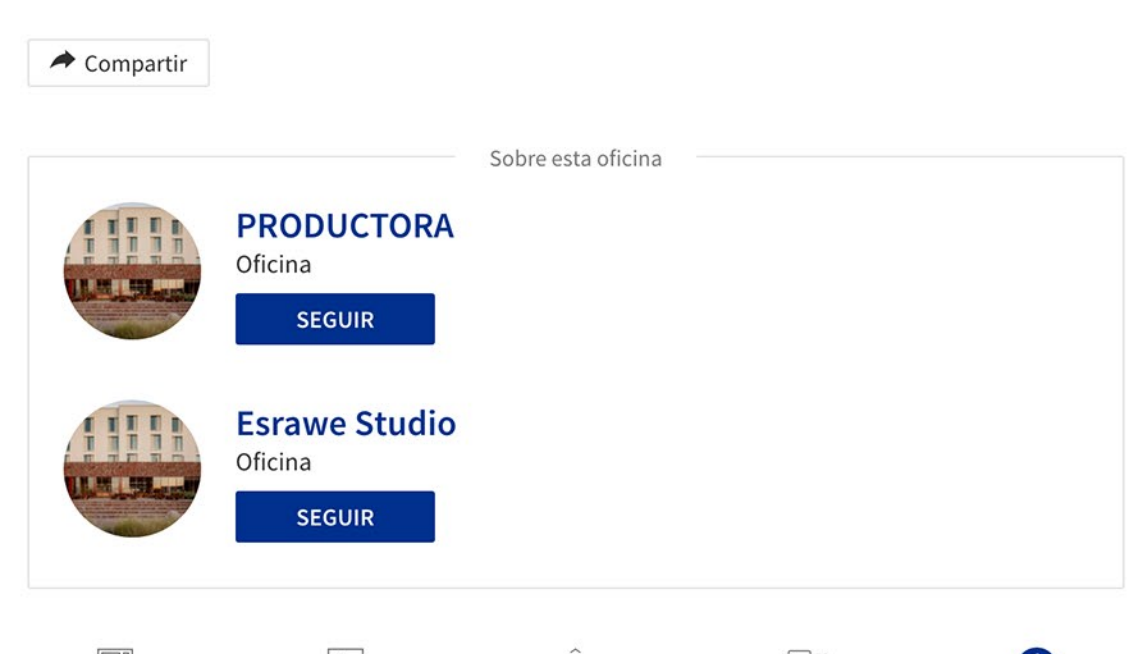 Compartir
Sobre esta oficina
PRODUCTORA
Oficina
SEGUIR
Esrawe Studio
Oficina
SEGUIR